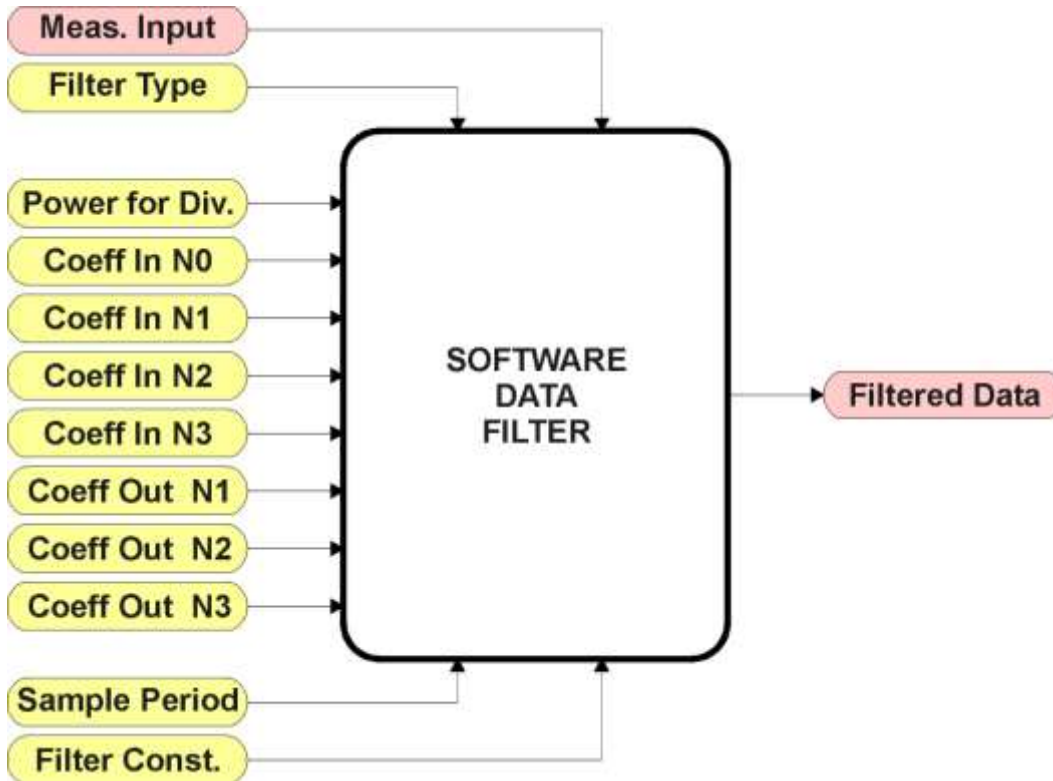 Meas. Input
Filter Type
Power for Div.
Coeff In N0
Coeff In N1
Coeff In N2
Coeff In N3
Coeff Out N1
Coeff Out N2
Coeff Out N3
Sample Period
Filter Const.
SOFTWARE
DATA
FILTER
Filtered Data